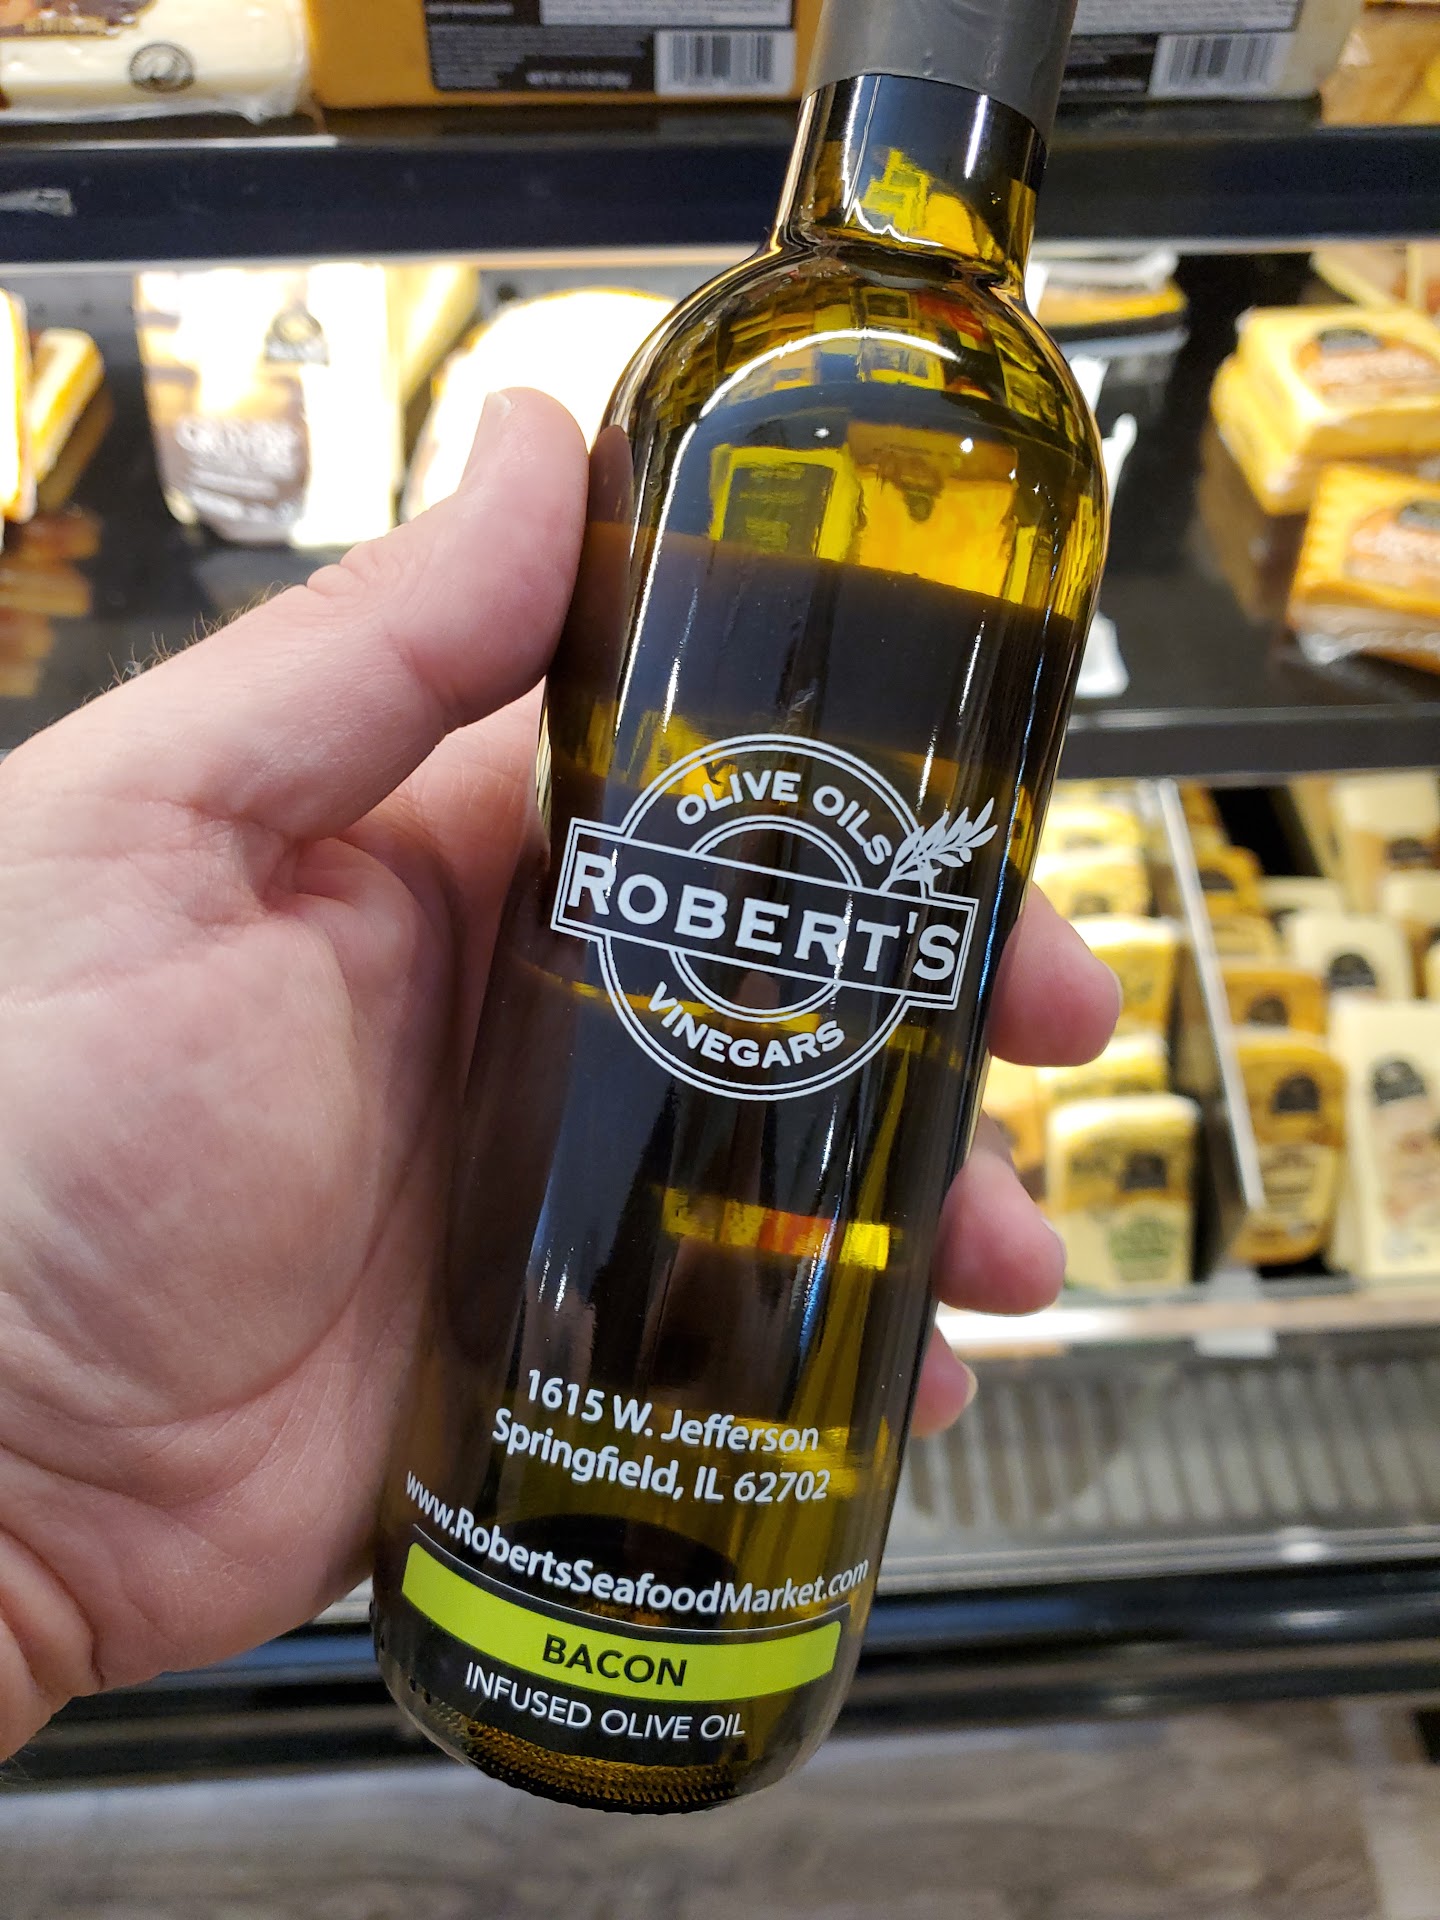 OLIVE OILS
ROBERT'S
VINEGARS
1615 W. Jefferson
Springfield, IL 62702
www.RobertsSeafoodMarket.com
BACON
INFUSED OLIVE OIL